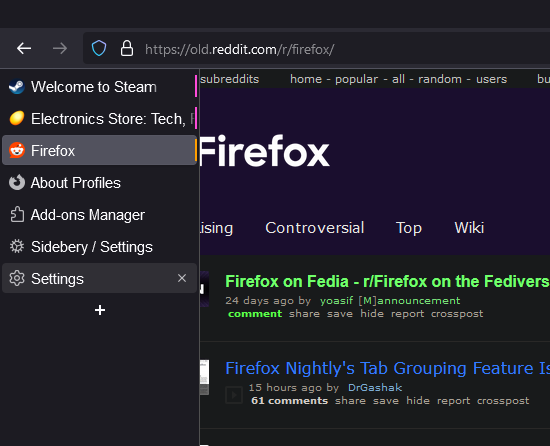 https://old.reddit.com/r/firefox/
Welcome to Steam
Electronics Store: Tech,
Firefox
About Profiles
Add-ons Manager
Sidebery / Settings
Settings
subreddits home - popular - all - random - users
Firefox
Controversial Top Wiki
Firefox on Fedia - r/Firefox on the Fedivers
24 days ago by yoasif [M]announcement
comment share save hide report crosspost
Firefox Nightly's Tab Grouping Feature Is
15 hours ago by DrGashak
61 comments share save hide report crosspost